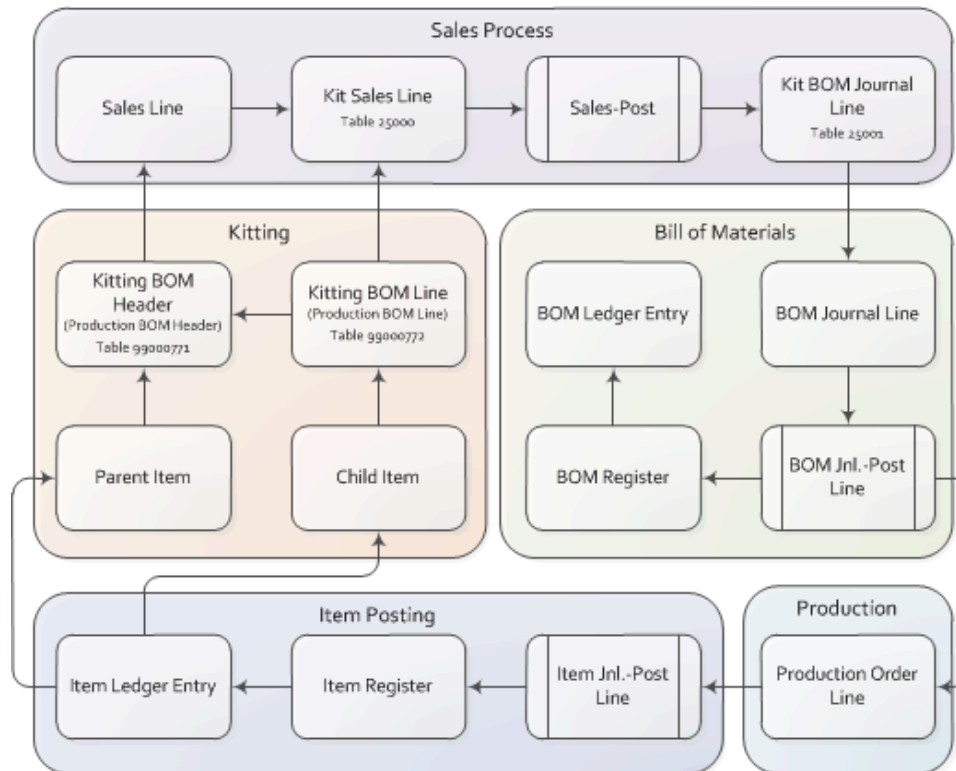 Sales Process
Sales Line
Kit Sales Line
Table 25000
Sales-Post
Kit BOM Journal
Line
Table 25001
Kitting
Kitting BOM
Header
(Production BOM Header)
Table 99000771
Kitting BOM Line
(Production BOM Line)
Table 99000772
Parent Item
Child Item
Bill of Materials
BOM Ledger Entry
BOM Journal Line
BOM Register
BOM Jnl.-Post
Line
Item Posting
Item Ledger Entry
Item Register
Item Jnl.-Post
Line
Production
Production Order
Line